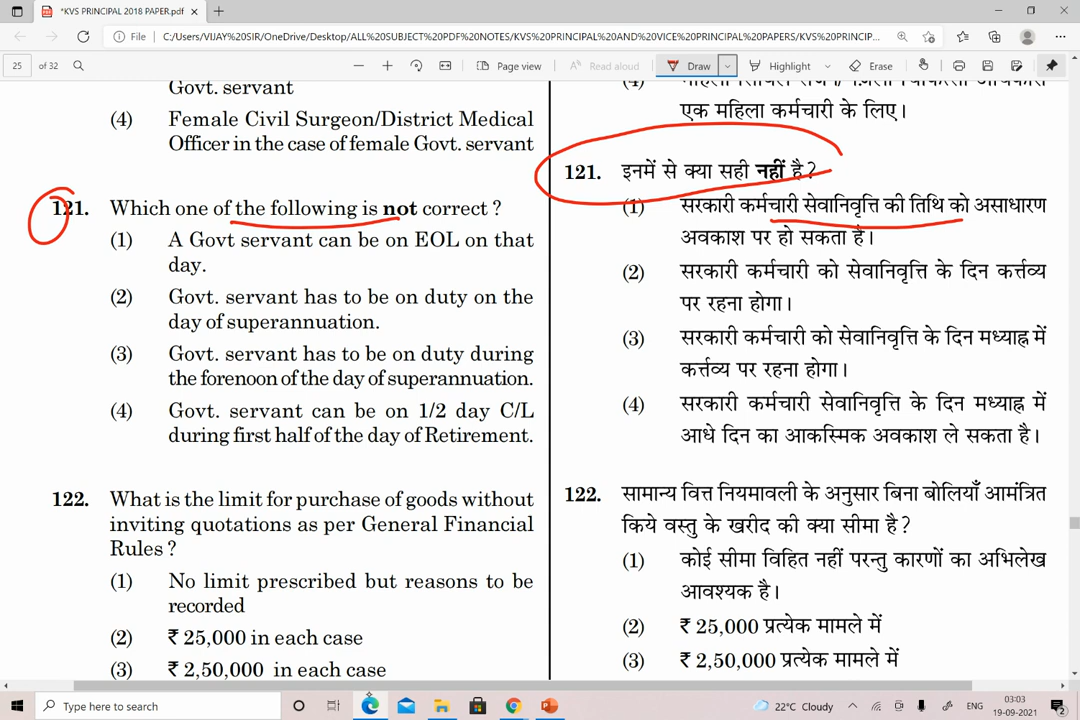 *KVS PRINCIPAL 2018 PAPER.pdf
File
C:/Users/VIJAY%20SIR/OneDrive/Desktop/ALL%20SUBJECT%20PDF%20NOTES/KVS%20PRINCIPAL%20AND%20VICE%20PRINCIPAL%20PAPERS/KVS%20PRINCIP...
25 of 32
Page view
Read aloud
Draw
Highlight
Erase
Govt. servant
(4) Female Civil Surgeon/District Medical
Officer in the case of female Govt. servant
121. Which one of the following is not correct ?
(1) A Govt servant can be on EOL on that
day.
(2) Govt. servant has to be on duty on the
day of superannuation.
(3) Govt. servant has to be on duty during
the forenoon of the day of superannuation.
(4) Govt. servant can be on 1/2 day C/L
during first half of the day of Retirement.
122. What is the limit for purchase of goods without
inviting quotations as per General Financial
Rules ?
(1) No limit prescribed but reasons to be
recorded
(2) ₹ 25,000 in each case
(3) ₹ 2,50,000 in each case
एक महिला कर्मचारी के लिए।
121. इनमें से क्या सही नहीं है?
(1) सरकारी कर्मचारी सेवानिवृत्ति की तिथि को असाधारण
अवकाश पर हो सकता है।
(2) सरकारी कर्मचारी को सेवानिवृत्ति के दिन कर्त्तव्य
पर रहना होगा।
(3) सरकारी कर्मचारी को सेवानिवृत्ति के दिन मध्याह्न में
कर्त्तव्य पर रहना होगा।
(4) सरकारी कर्मचारी सेवानिवृत्ति के दिन मध्याह्न में
आधे दिन का आकस्मिक अवकाश ले सकता है।
122. सामान्य वित्त नियमावली के अनुसार बिना बोलियाँ आमंत्रित
किये वस्तु के खरीद की क्या सीमा है?
(1) कोई सीमा विहित नहीं परन्तु कारणों का अभिलेख
आवश्यक है।
(2) ₹ 25,000 प्रत्येक मामले में
(3) ₹ 2,50,000 प्रत्येक मामले में
Type here to search
22°C Cloudy
ENG
03:03
19-09-2021
2